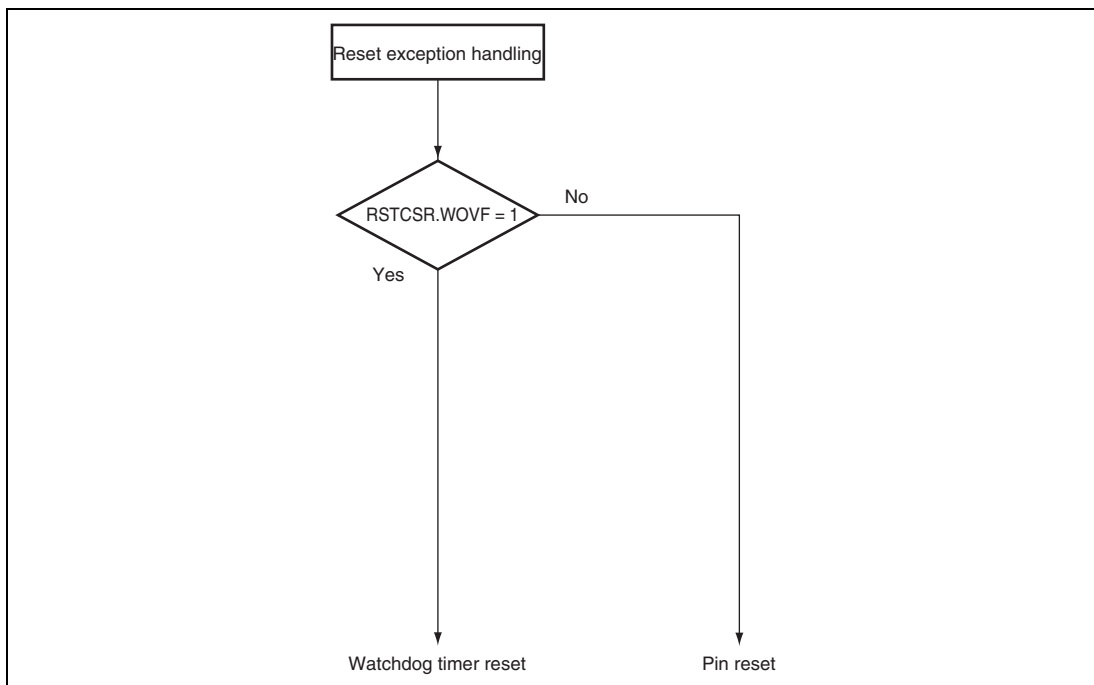 Reset exception handling
RSTCSR.WOVF = 1
No
Yes
Watchdog timer reset
Pin reset